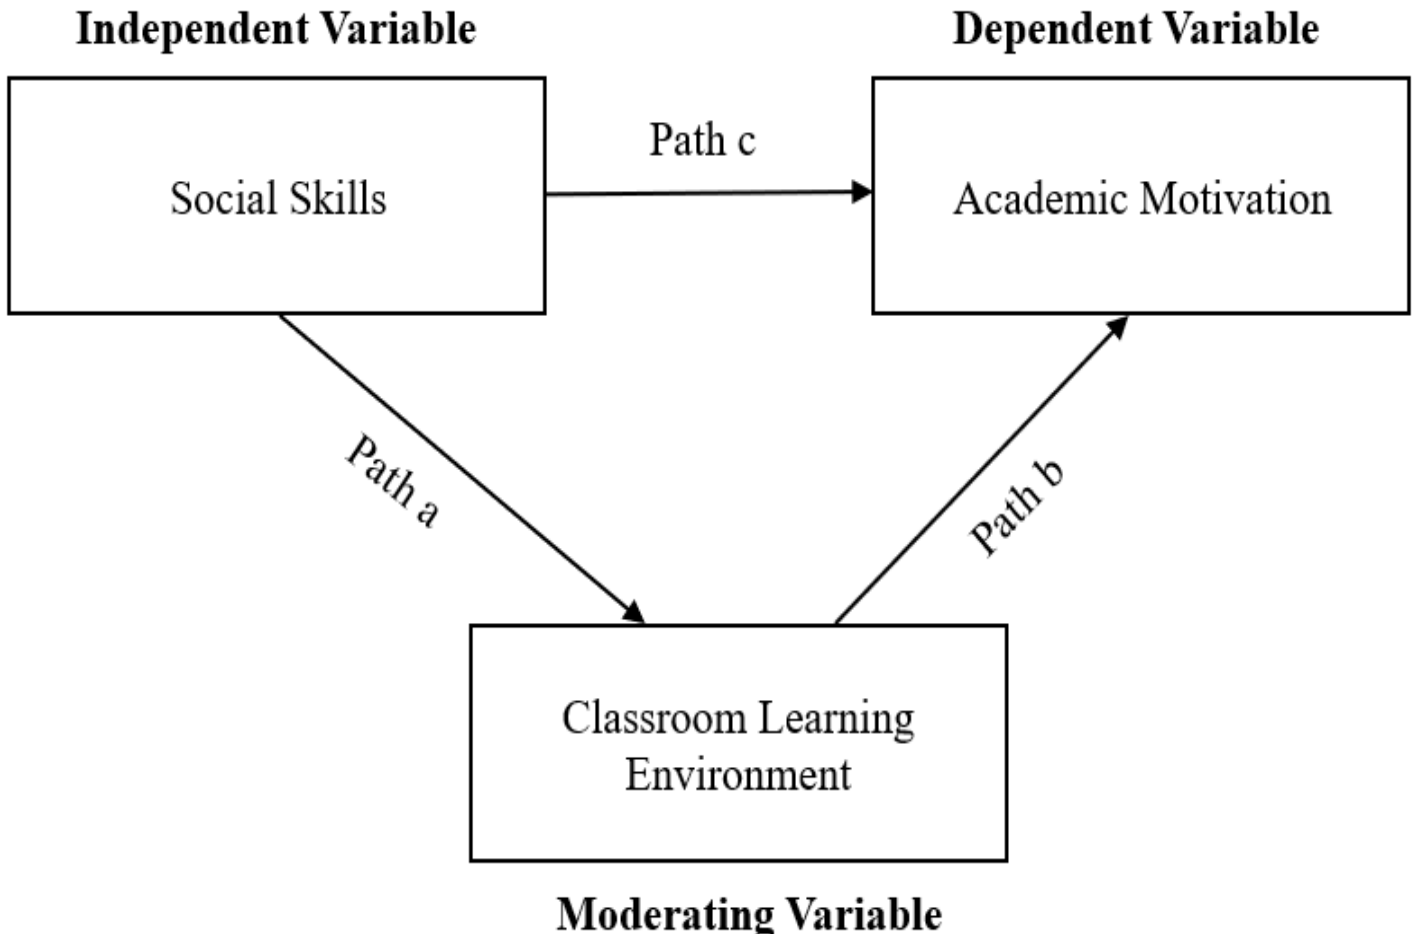 Independent Variable
Dependent Variable
Path c
Social Skills
Academic Motivation
Path a
Path b
Classroom Learning
Environment
Moderating Variable